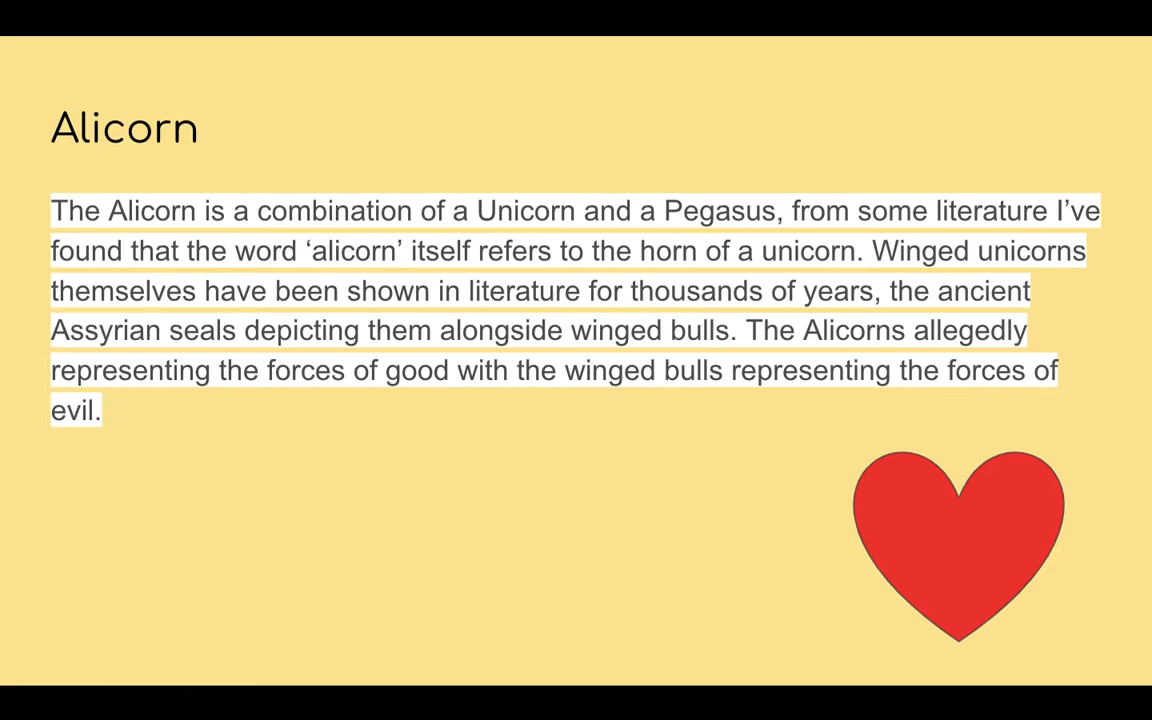 Alicorn
The Alicorn is a combination of a Unicorn and a Pegasus, from some literature I’ve
found that the word ‘alicorn’ itself refers to the horn of a unicorn. Winged unicorns
themselves have been shown in literature for thousands of years, the ancient
Assyrian seals depicting them alongside winged bulls. The Alicorns allegedly
representing the forces of good with the winged bulls representing the forces of
evil.